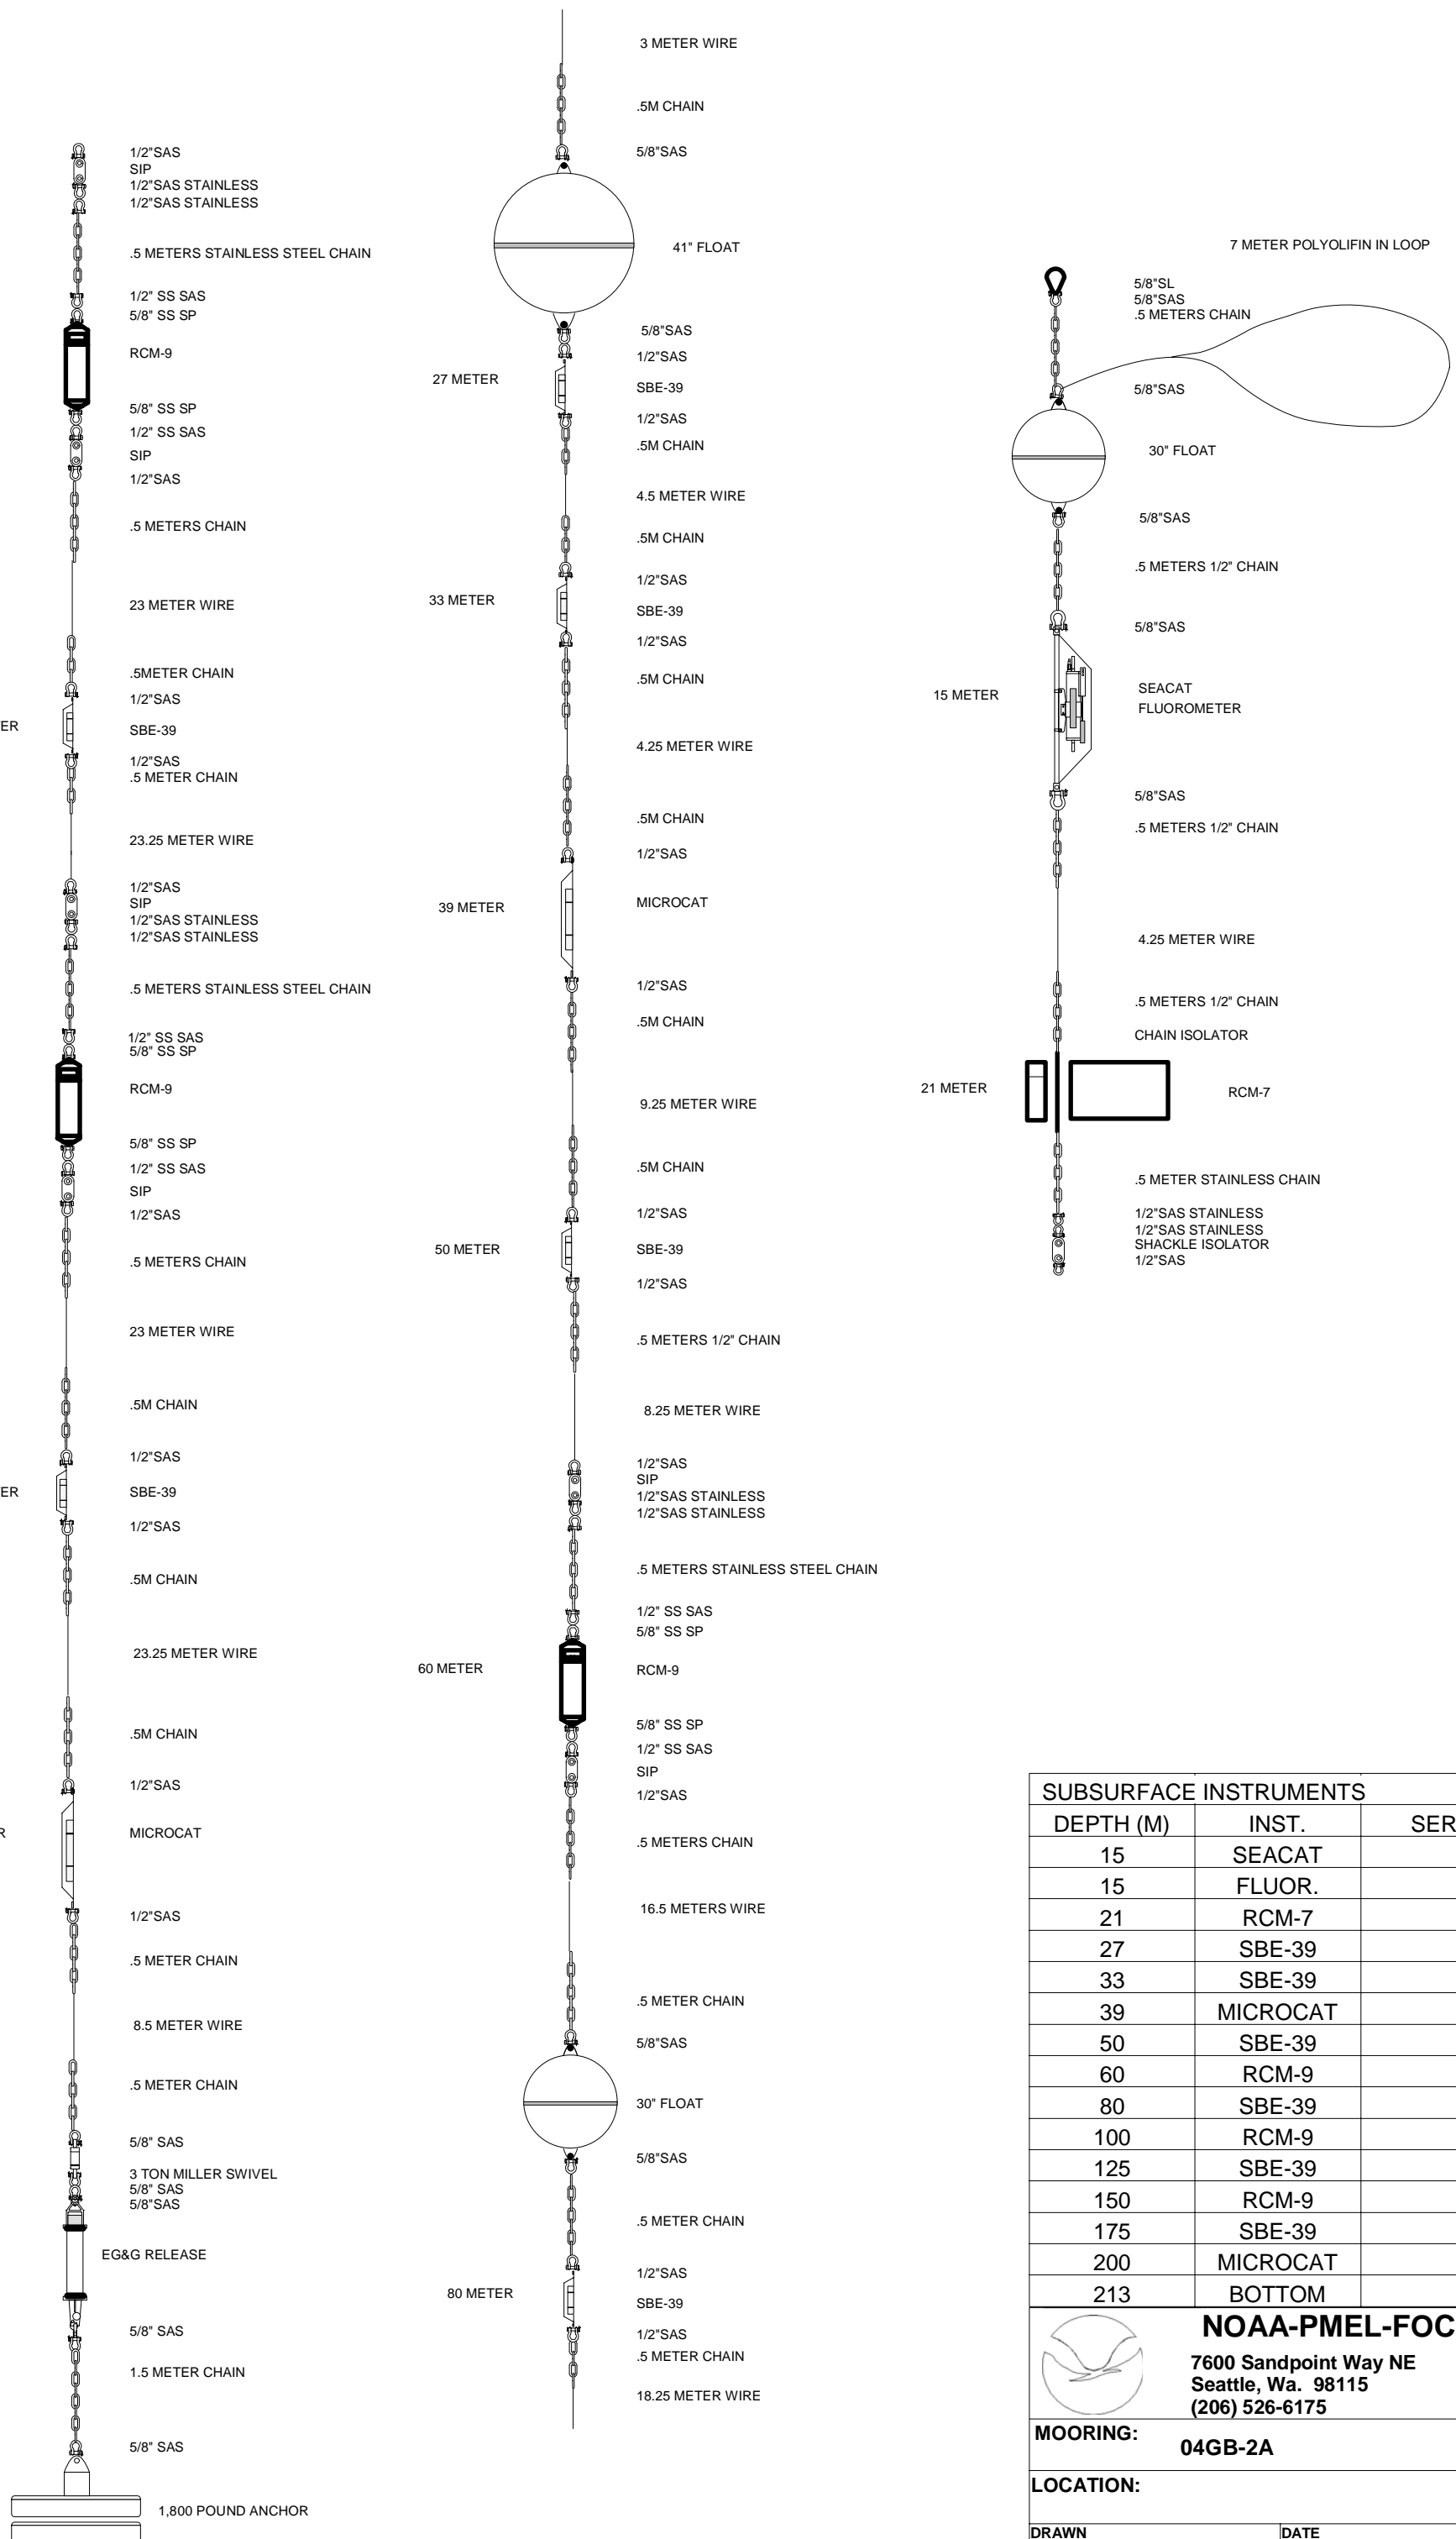 1/2"SAS
SIP
1/2"SAS STAINLESS
1/2"SAS STAINLESS
.5 METERS STAINLESS STEEL CHAIN
1/2" SS SAS
5/8" SS SP
RCM-9
5/8" SS SP
1/2" SS SAS
SIP
1/2"SAS
.5 METERS CHAIN
23 METER WIRE
.5METER CHAIN
1/2"SAS
SBE-39
1/2"SAS
.5 METER CHAIN
23.25 METER WIRE
1/2"SAS
SIP
1/2"SAS STAINLESS
1/2"SAS STAINLESS
.5 METERS STAINLESS STEEL CHAIN
1/2" SS SAS
5/8" SS SP
RCM-9
5/8" SS SP
1/2" SS SAS
SIP
1/2"SAS
.5 METERS CHAIN
23 METER WIRE
.5M CHAIN
1/2"SAS
SBE-39
1/2"SAS
.5M CHAIN
23.25 METER WIRE
.5M CHAIN
1/2"SAS
MICROCAT
1/2"SAS
.5 METER CHAIN
8.5 METER WIRE
.5 METER CHAIN
5/8" SAS
3 TON MILLER SWIVEL
5/8" SAS
5/8"SAS
EG&G RELEASE
5/8" SAS
1.5 METER CHAIN
5/8" SAS
1,800 POUND ANCHOR
3 METER WIRE
.5M CHAIN
5/8"SAS
41" FLOAT
5/8"SAS
1/2"SAS
27 METER SBE-39
1/2"SAS
.5M CHAIN
4.5 METER WIRE
.5M CHAIN
1/2"SAS
33 METER SBE-39
1/2"SAS
.5M CHAIN
4.25 METER WIRE
.5M CHAIN
1/2"SAS
39 METER MICROCAT
1/2"SAS
.5M CHAIN
9.25 METER WIRE
.5M CHAIN
1/2"SAS
50 METER SBE-39
1/2"SAS
.5 METERS 1/2" CHAIN
8.25 METER WIRE
1/2"SAS
SIP
1/2"SAS STAINLESS
1/2"SAS STAINLESS
.5 METERS STAINLESS STEEL CHAIN
1/2" SS SAS
5/8" SS SP
60 METER RCM-9
5/8" SS SP
1/2" SS SAS
SIP
1/2"SAS
.5 METERS CHAIN
16.5 METERS WIRE
.5 METER CHAIN
5/8"SAS
30" FLOAT
5/8"SAS
.5 METER CHAIN
1/2"SAS
80 METER SBE-39
1/2"SAS
.5 METER CHAIN
18.25 METER WIRE
7 METER POLYOLIFIN IN LOOP
5/8"SL
5/8"SAS
.5 METERS CHAIN
5/8"SAS
30" FLOAT
5/8"SAS
.5 METERS 1/2" CHAIN
5/8"SAS
15 METER SEACAT
FLUOROMETER
5/8"SAS
.5 METERS 1/2" CHAIN
4.25 METER WIRE
.5 METERS 1/2" CHAIN
CHAIN ISOLATOR
21 METER RCM-7
.5 METER STAINLESS CHAIN
1/2"SAS STAINLESS
1/2"SAS STAINLESS
SHACKLE ISOLATOR
1/2"SAS
SUBSURFACE INSTRUMENTS
DEPTH (M) INST. SER
15 SEACAT
15 FLUOR.
21 RCM-7
27 SBE-39
33 SBE-39
39 MICROCAT
50 SBE-39
60 RCM-9
80 SBE-39
100 RCM-9
125 SBE-39
150 RCM-9
175 SBE-39
200 MICROCAT
213 BOTTOM
NOAA-PMEL-FOC
7600 Sandpoint Way NE
Seattle, Wa. 98115
(206) 526-6175
MOORING: 04GB-2A
LOCATION:
DRAWN DATE